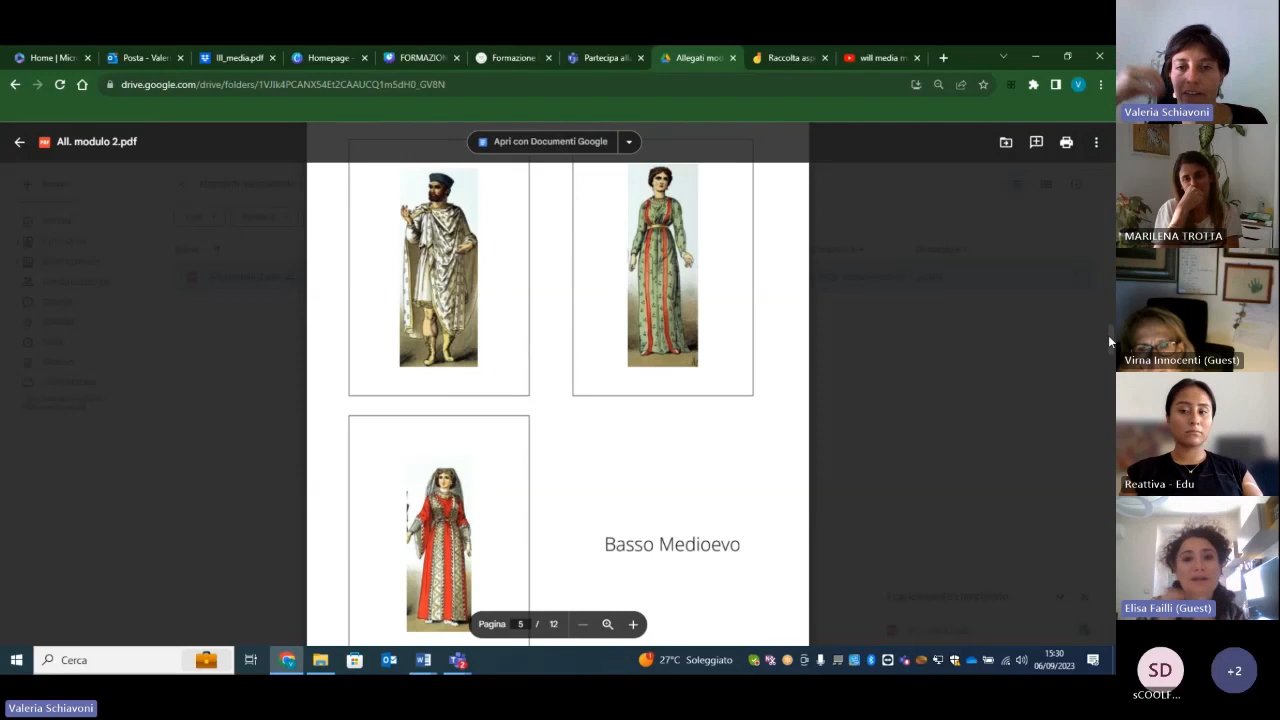 Home | Micr
Posta - Valer
III_media.pdf
Homepage -
FORMAZION
Formazione
Partecipa alla
Allegati mod
Raccolta asp
will media m
drive.google.com/drive/folders/1VJlk4PCANX54Et2CAAUCQ1m5dH0_GV8N
V
All. modulo 2.pdf
Apri con Documenti Google
Basso Medioevo
Pagina 5 / 12
Cerca
27°C Soleggiato
15:30
06/09/2023
Valeria Schiavoni
Valeria Schiavoni
MARILENA TROTTA
Virna Innocenti (Guest)
Reattiva - Edu
Elisa Failli (Guest)
SD
sCOOLF...
+2